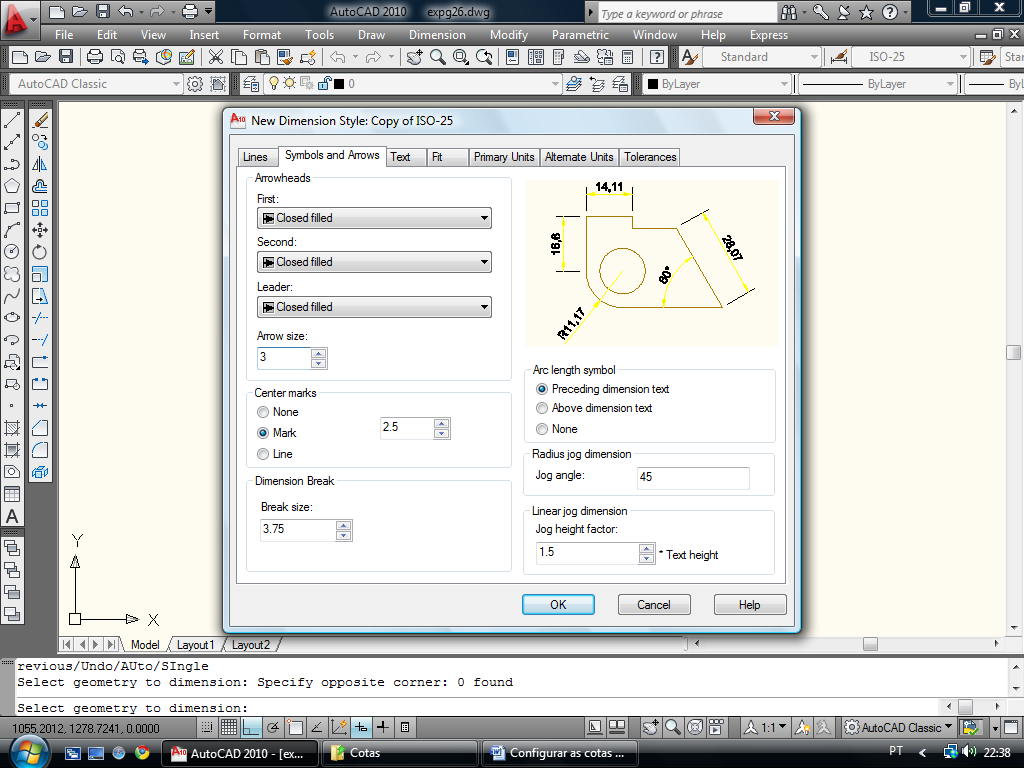 AutoCAD 2010 expg26.dwg
Type a keyword or phrase
File Edit View Insert Format Tools Draw Dimension Modify Parametric Window Help Express
Standard ISO-25
AutoCAD Classic 0 ByLayer ByLayer
New Dimension Style: Copy of ISO-25
Lines Symbols and Arrows Text Fit Primary Units Alternate Units Tolerances
Arrowheads
First:
Closed filled
Second:
Closed filled
Leader:
Closed filled
Arrow size:
3
Center marks
None
Mark
Line
2.5
Dimension Break
Break size:
3.75
14,11
16,6
28,07
60°
R11,17
Arc length symbol
Preceding dimension text
Above dimension text
None
Radius jog dimension
Jog angle: 45
Linear jog dimension
Jog height factor:
1.5 * Text height
OK Cancel Help
Y
X
A
Model Layout1 Layout2
revious/Undo/AUto/SIngle
Select geometry to dimension: Specify opposite corner: 0 found
Select geometry to dimension:
1055.2012, 1278.7241, 0.0000 1:1 AutoCAD Classic
AutoCAD 2010 - [ex... Cotas Configurar as cotas ... PT 22:38